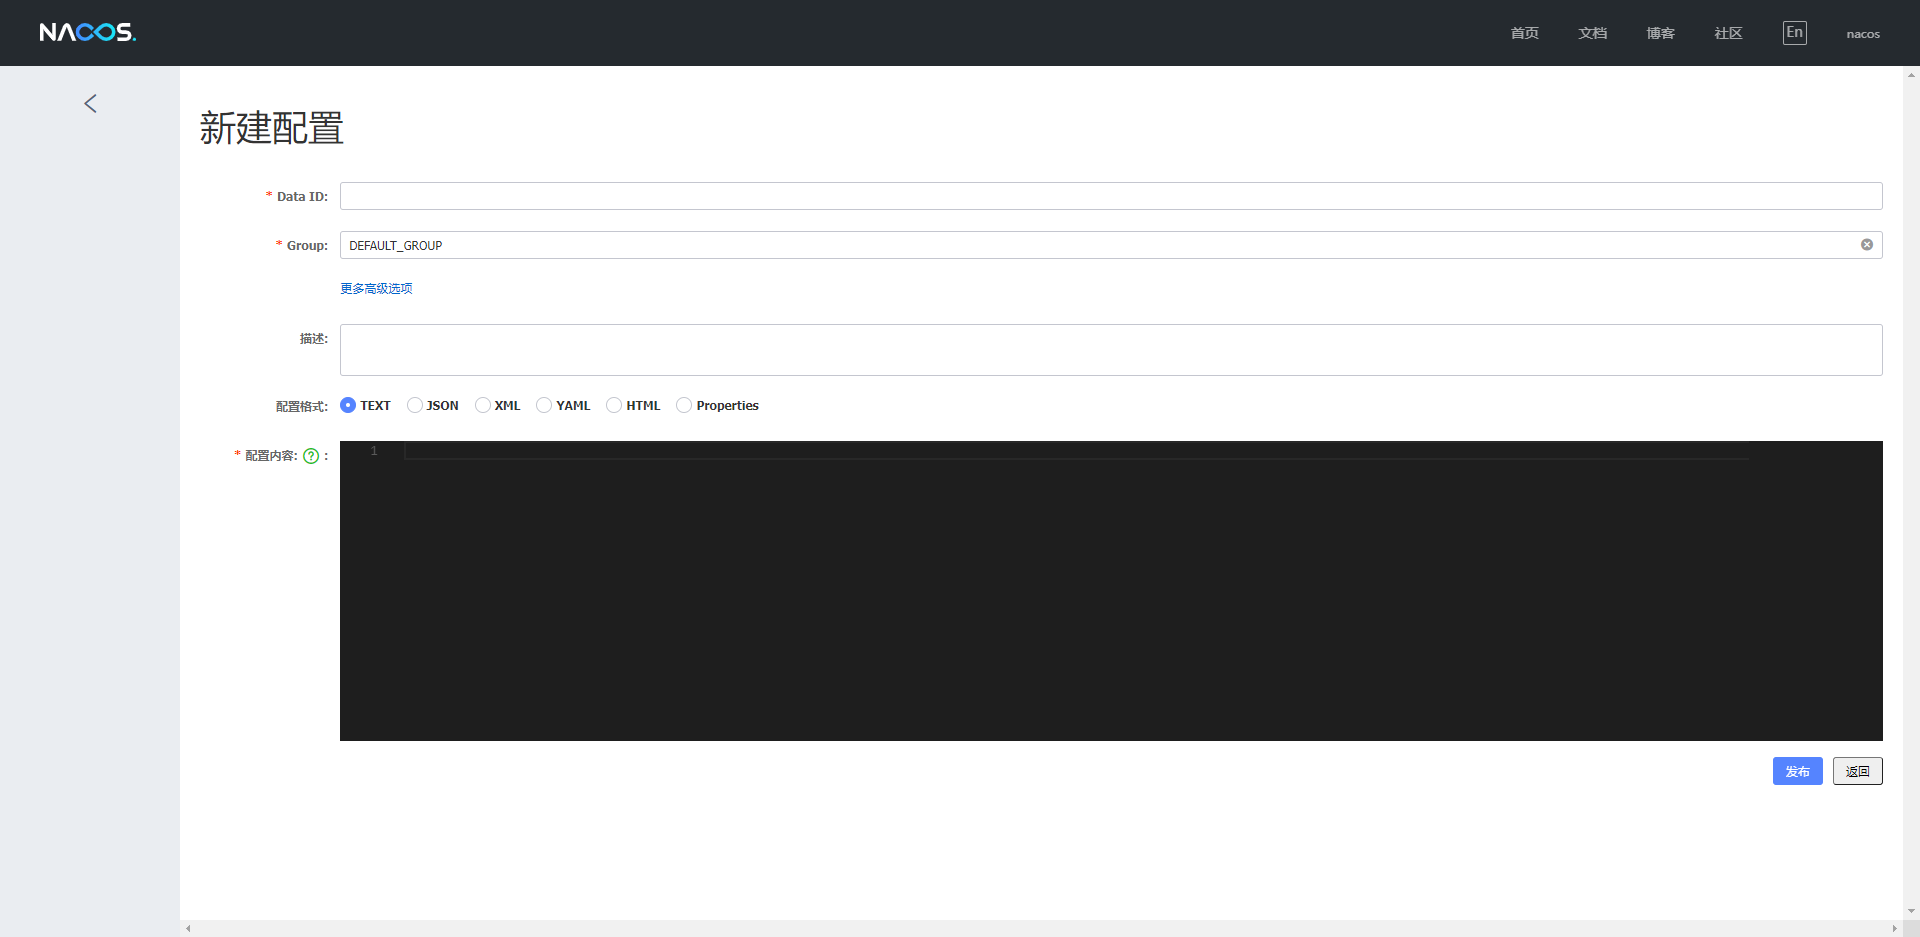 NACOS.
首页 文档 博客 社区 En nacos
新建配置
* Data ID:
* Group: DEFAULT_GROUP
更多高级选项
描述:
配置格式: TEXT JSON XML YAML HTML Properties
* 配置内容: ? :
1
发布 返回